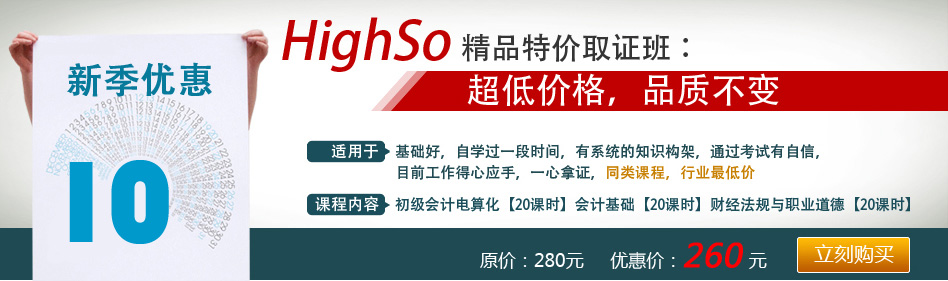 新季优惠
10
HighSo 精品特价取证班：
超低价格，品质不变
适用于 基础好，自学过一段时间，有系统的知识构架，通过考试有自信，
目前工作得心应手，一心拿证，同类课程，行业最低价
课程内容 初级会计电算化【20课时】会计基础【20课时】财经法规与职业道德【20课时】
原价：280元 优惠价：260元 立刻购买